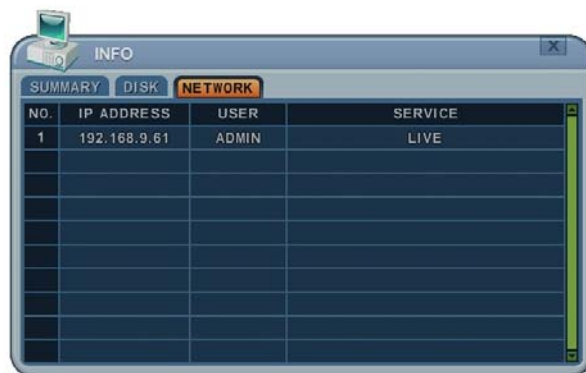 INFO
X
SUMMARY DISK NETWORK
NO. IP ADDRESS USER SERVICE
1 192.168.9.61 ADMIN LIVE